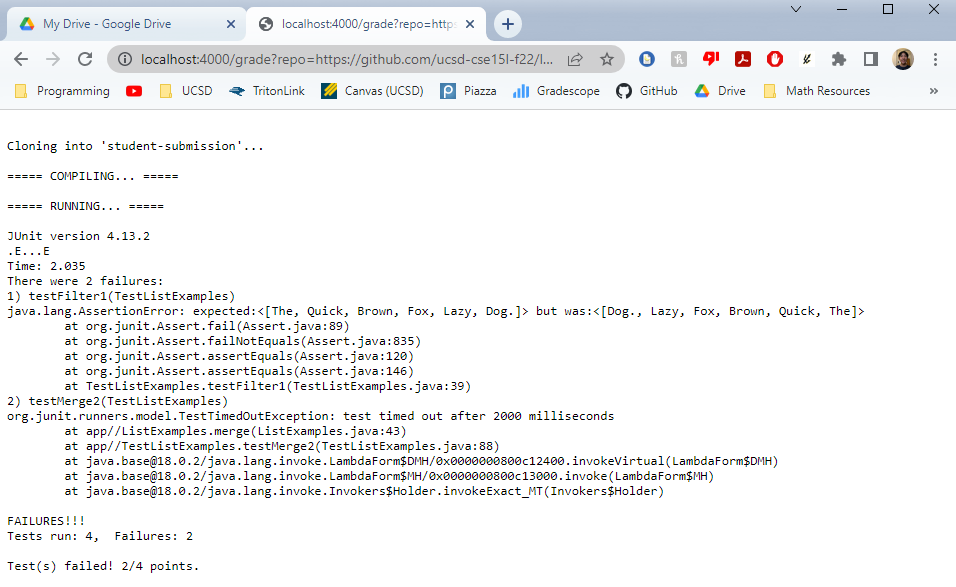 My Drive - Google Drive
localhost:4000/grade?repo=https
localhost:4000/grade?repo=https://github.com/ucsd-cse15l-f22/l...
Programming
UCSD
TritonLink
Canvas (UCSD)
Piazza
Gradescope
GitHub
Drive
Math Resources
»
Cloning into 'student-submission'...
===== COMPILING... =====
===== RUNNING... =====
JUnit version 4.13.2
.E...E
Time: 2.035
There were 2 failures:
1) testFilter1(TestListExamples)
java.lang.AssertionError: expected:<[The, Quick, Brown, Fox, Lazy, Dog.]> but was:<[Dog., Lazy, Fox, Brown, Quick, The]>
at org.junit.Assert.fail(Assert.java:89)
at org.junit.Assert.failNotEquals(Assert.java:835)
at org.junit.Assert.assertEquals(Assert.java:120)
at org.junit.Assert.assertEquals(Assert.java:146)
at TestListExamples.testFilter1(TestListExamples.java:39)
2) testMerge2(TestListExamples)
org.junit.runners.model.TestTimedOutException: test timed out after 2000 milliseconds
at app//ListExamples.merge(ListExamples.java:43)
at app//TestListExamples.testMerge2(TestListExamples.java:88)
at java.base@18.0.2/java.lang.invoke.LambdaForm$DMH/0x0000000800c12400.invokeVirtual(LambdaForm$DMH)
at java.base@18.0.2/java.lang.invoke.LambdaForm$MH/0x0000000800c13000.invoke(LambdaForm$MH)
at java.base@18.0.2/java.lang.invoke.Invokers$Holder.invokeExact_MT(Invokers$Holder)
FAILURES!!!
Tests run: 4,  Failures: 2
Test(s) failed! 2/4 points.